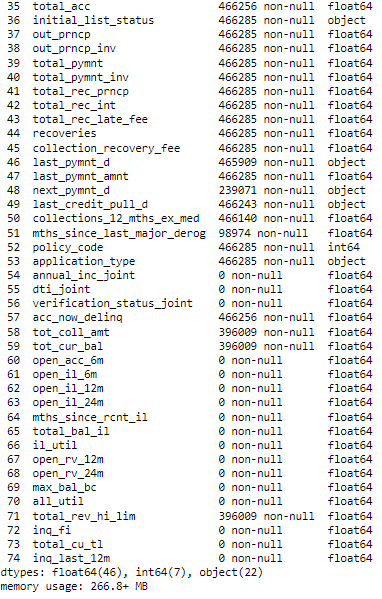 35 total_acc 466256 non-null float64
36 initial_list_status 466285 non-null object
37 out_prncp 466285 non-null float64
38 out_prncp_inv 466285 non-null float64
39 total_pymnt 466285 non-null float64
40 total_pymnt_inv 466285 non-null float64
41 total_rec_prncp 466285 non-null float64
42 total_rec_int 466285 non-null float64
43 total_rec_late_fee 466285 non-null float64
44 recoveries 466285 non-null float64
45 collection_recovery_fee 466285 non-null float64
46 last_pymnt_d 465909 non-null object
47 last_pymnt_amnt 466285 non-null float64
48 next_pymnt_d 239071 non-null object
49 last_credit_pull_d 466243 non-null object
50 collections_12_mths_ex_med 466140 non-null float64
51 mths_since_last_major_derog 98974 non-null float64
52 policy_code 466285 non-null int64
53 application_type 466285 non-null object
54 annual_inc_joint 0 non-null float64
55 dti_joint 0 non-null float64
56 verification_status_joint 0 non-null float64
57 acc_now_delinq 466256 non-null float64
58 tot_coll_amt 396009 non-null float64
59 tot_cur_bal 396009 non-null float64
60 open_acc_6m 0 non-null float64
61 open_il_6m 0 non-null float64
62 open_il_12m 0 non-null float64
63 open_il_24m 0 non-null float64
64 mths_since_rcnt_il 0 non-null float64
65 total_bal_il 0 non-null float64
66 il_util 0 non-null float64
67 open_rv_12m 0 non-null float64
68 open_rv_24m 0 non-null float64
69 max_bal_bc 0 non-null float64
70 all_util 0 non-null float64
71 total_rev_hi_lim 396009 non-null float64
72 inq_fi 0 non-null float64
73 total_cu_tl 0 non-null float64
74 inq_last_12m 0 non-null float64
dtypes: float64(46), int64(7), object(22)
memory usage: 266.8+ MB